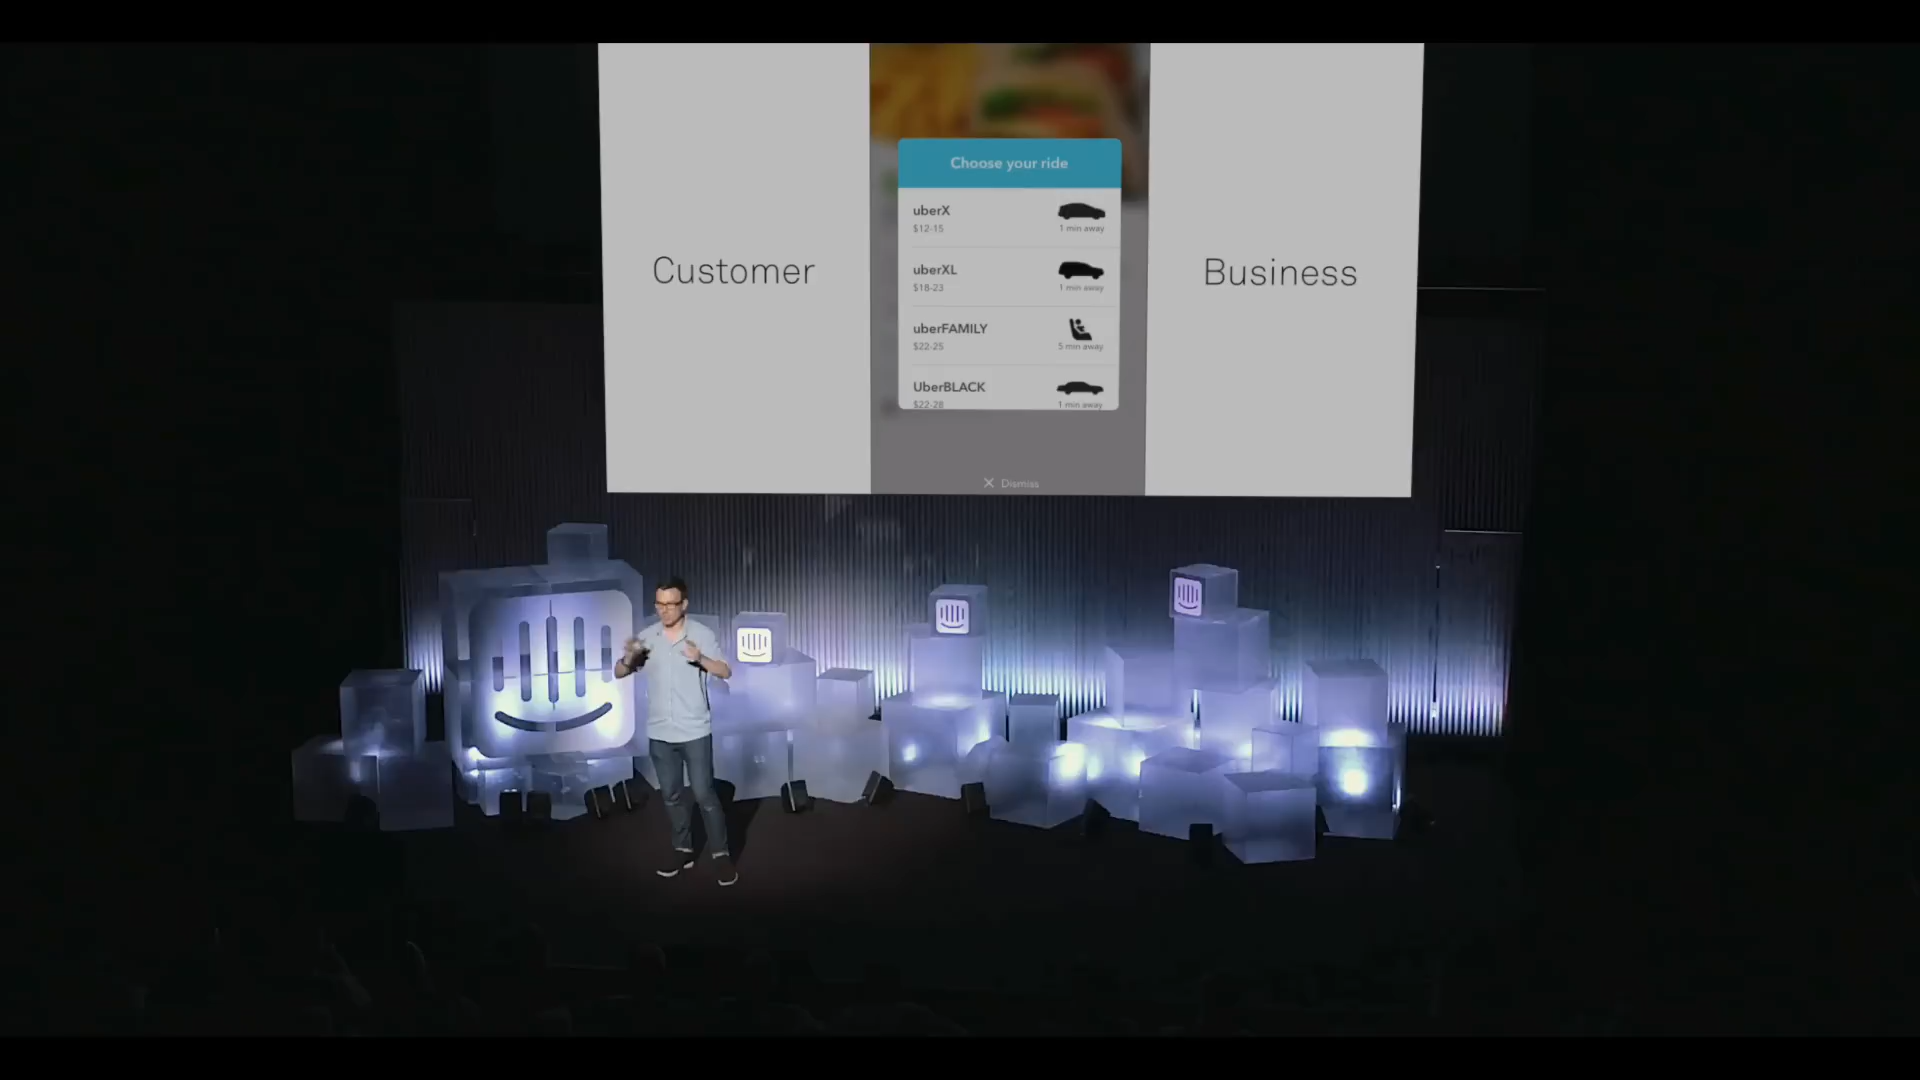 Customer
Choose your ride
uberX
$12-15
1 min away
uberXL
$18-23
1 min away
uberFAMILY
$22-25
5 min away
UberBLACK
$22-28
1 min away
Dismiss
Business